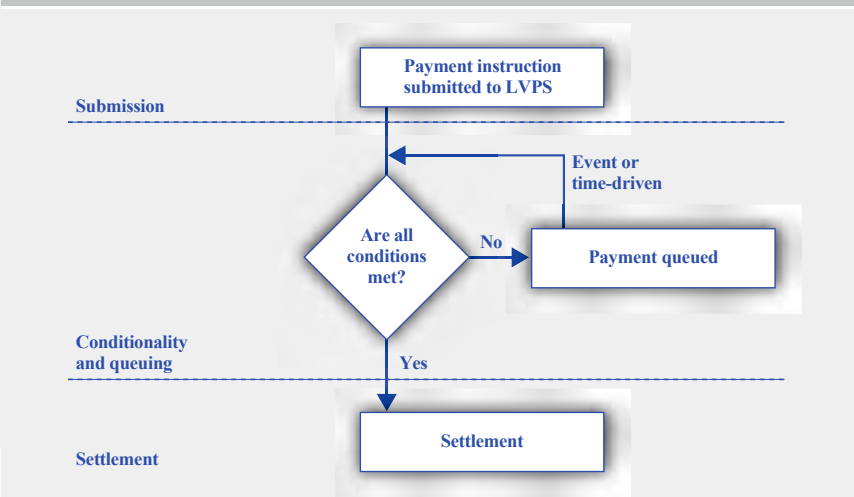 Payment instruction
submitted to LVPS
Submission
Event or
time-driven
Are all
conditions
met?
No
Payment queued
Conditionality
and queuing
Yes
Settlement
Settlement